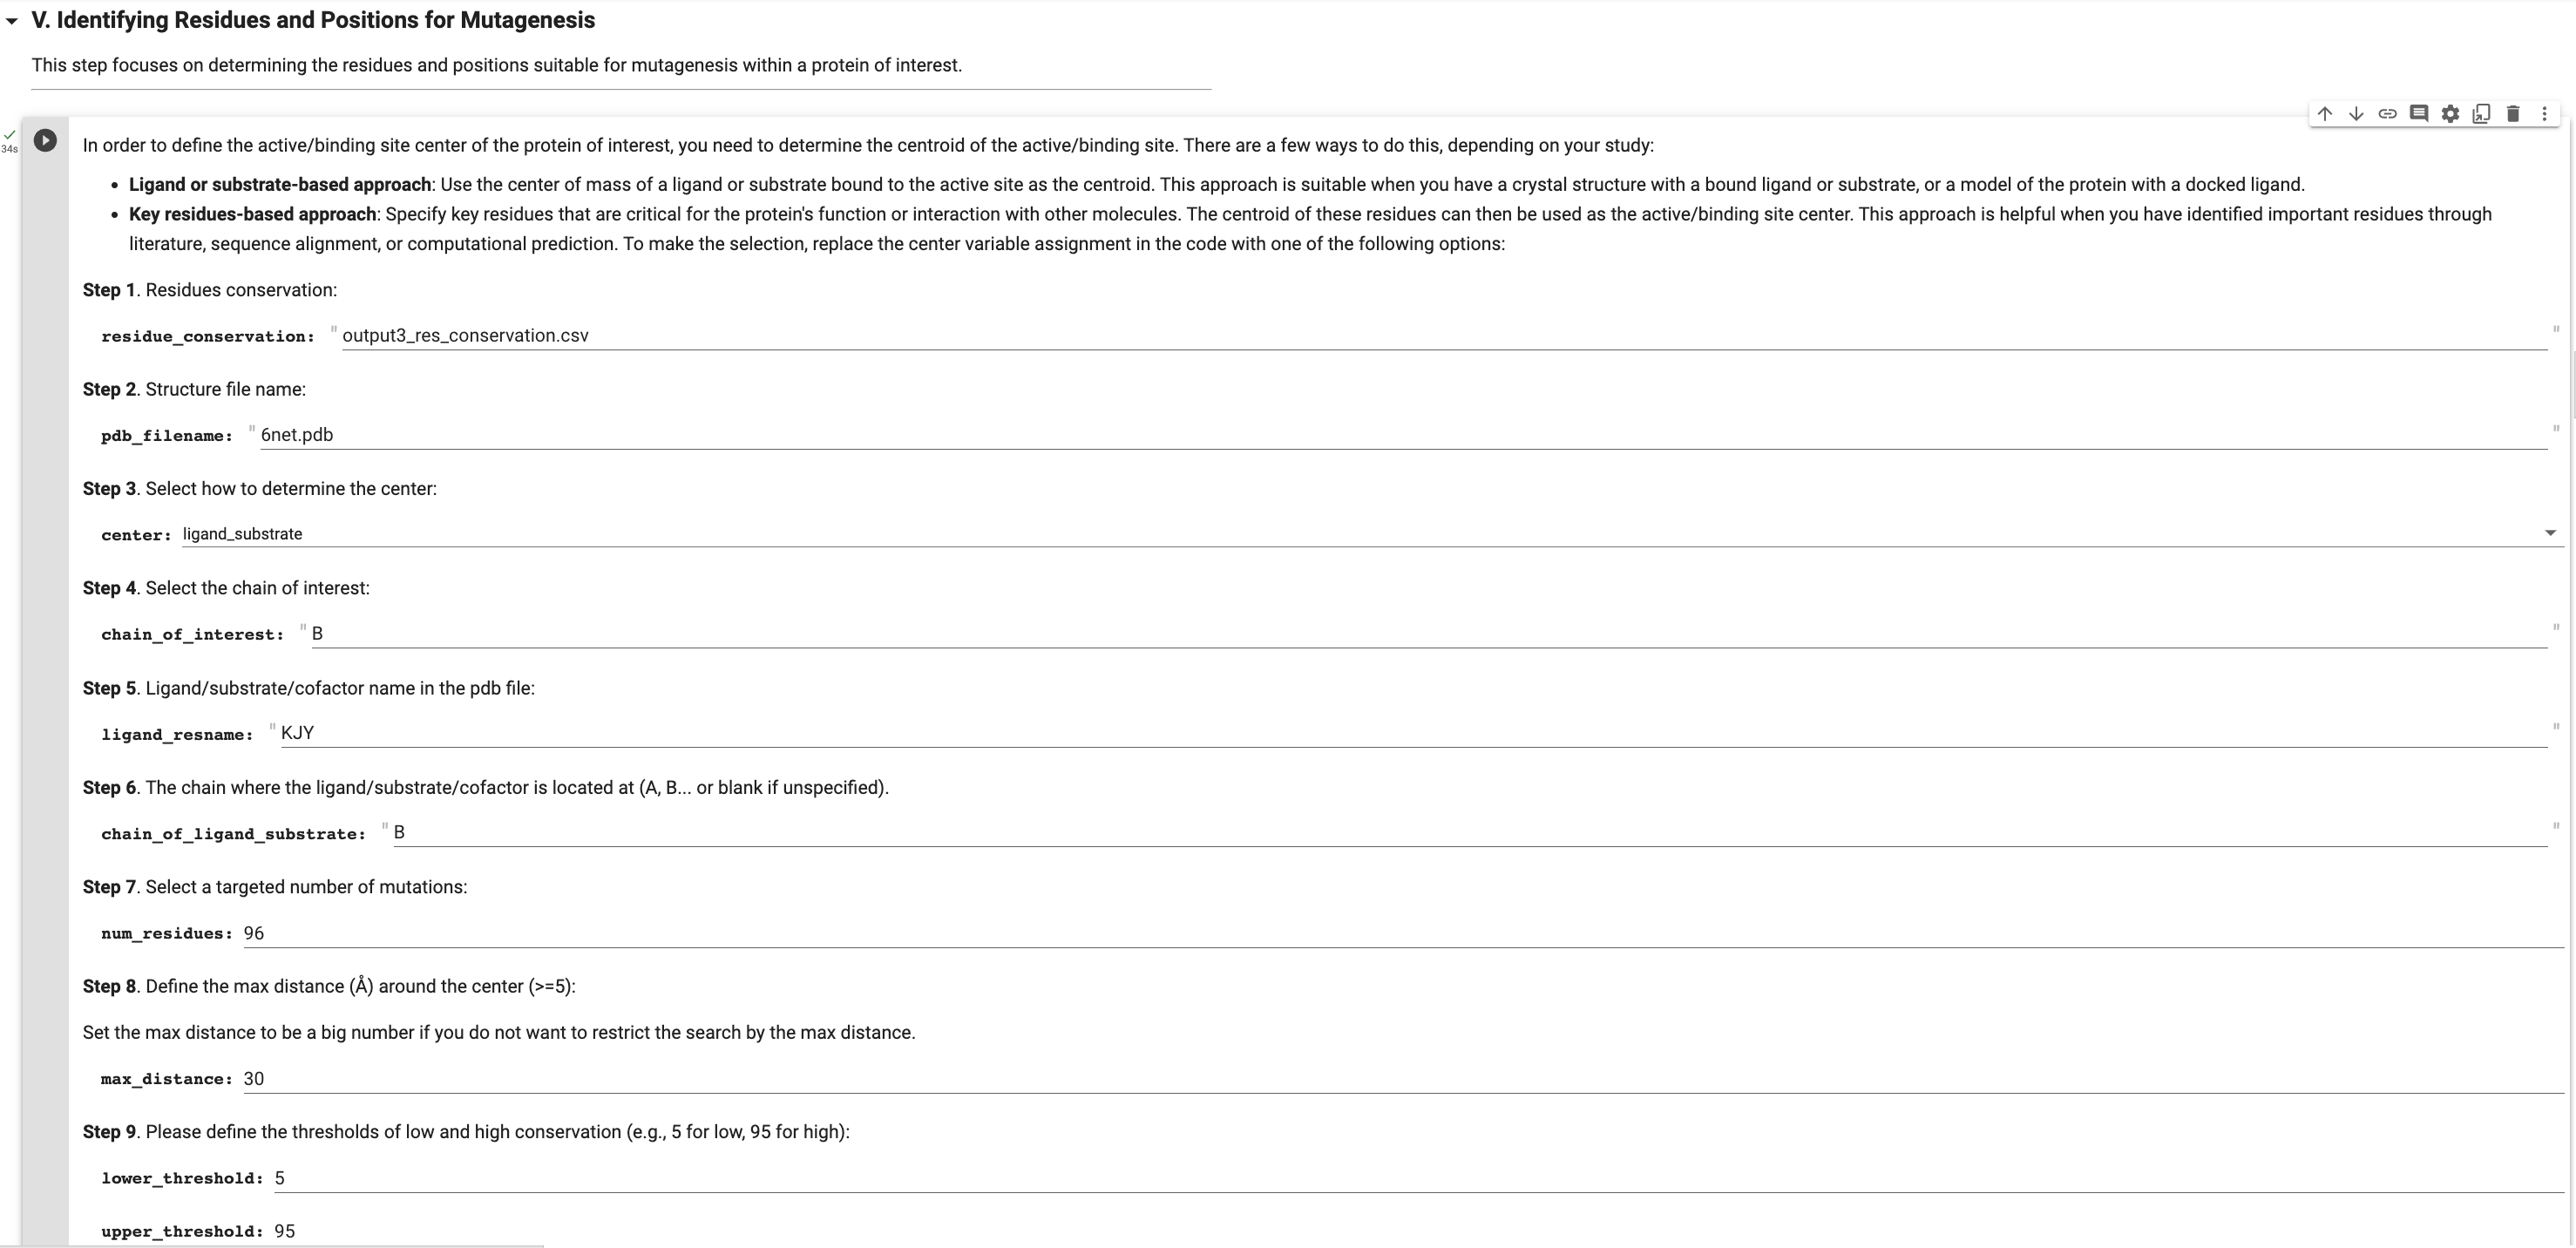 V. Identifying Residues and Positions for Mutagenesis
This step focuses on determining the residues and positions suitable for mutagenesis within a protein of interest.
34s
In order to define the active/binding site center of the protein of interest, you need to determine the centroid of the active/binding site. There are a few ways to do this, depending on your study:
• Ligand or substrate-based approach: Use the center of mass of a ligand or substrate bound to the active site as the centroid. This approach is suitable when you have a crystal structure with a bound ligand or substrate, or a model of the protein with a docked ligand.
• Key residues-based approach: Specify key residues that are critical for the protein's function or interaction with other molecules. The centroid of these residues can then be used as the active/binding site center. This approach is helpful when you have identified important residues through
literature, sequence alignment, or computational prediction. To make the selection, replace the center variable assignment in the code with one of the following options:
Step 1. Residues conservation:
residue_conservation: " output3_res_conservation.csv "
Step 2. Structure file name:
pdb_filename: " 6net.pdb "
Step 3. Select how to determine the center:
center: ligand_substrate
Step 4. Select the chain of interest:
chain_of_interest: " B "
Step 5. Ligand/substrate/cofactor name in the pdb file:
ligand_resname: " KJY "
Step 6. The chain where the ligand/substrate/cofactor is located at (A, B... or blank if unspecified).
chain_of_ligand_substrate: " B "
Step 7. Select a targeted number of mutations:
num_residues: 96
Step 8. Define the max distance (Å) around the center (>=5):
Set the max distance to be a big number if you do not want to restrict the search by the max distance.
max_distance: 30
Step 9. Please define the thresholds of low and high conservation (e.g., 5 for low, 95 for high):
lower_threshold: 5
upper_threshold: 95